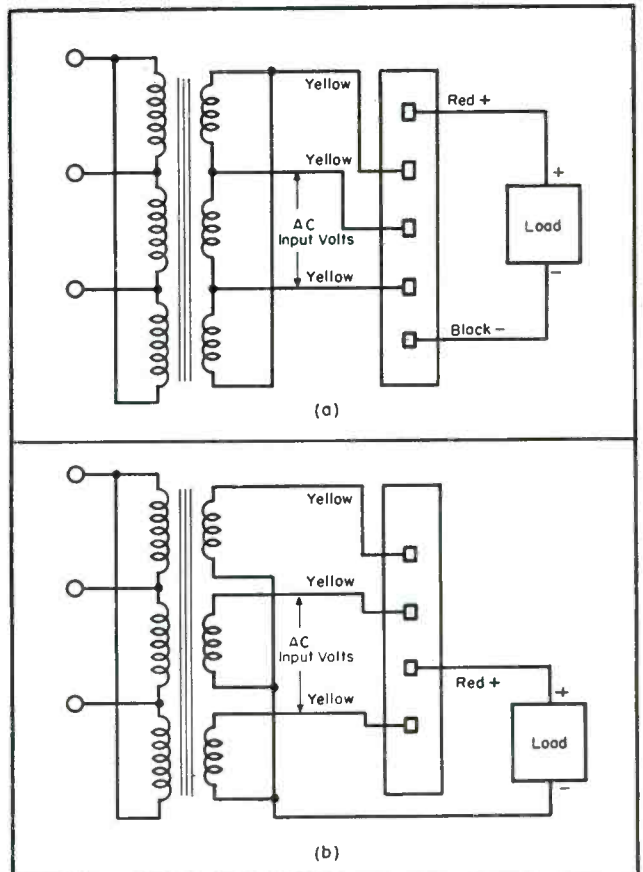 Yellow
Red +
Yellow
+
AC
Input Volts
Load
Yellow
−
Black −
(a)
Yellow
Yellow
AC
Input Volts
Red +
+
Yellow
Load
−
(b)